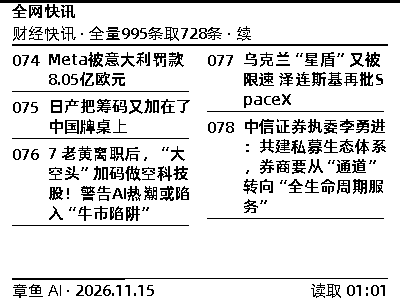 全网快讯
财经快讯 · 全量995条取728条 · 续
074 Meta被意大利罚款
8.05亿欧元
075 日产把筹码又加在了
中国牌桌上
076 7 老黄离职后，“大
空头”加码做空科技
股！警告AI热潮或陷
入“牛市陷阱”
077 乌克兰“星盾”又被
限速 泽连斯基再批S
paceX
078 中信证券执委李勇进
：共建私募生态体系
，券商要从“通道”
转向“全生命周期服
务”
章鱼 AI · 2026.11.15
读取 01:01